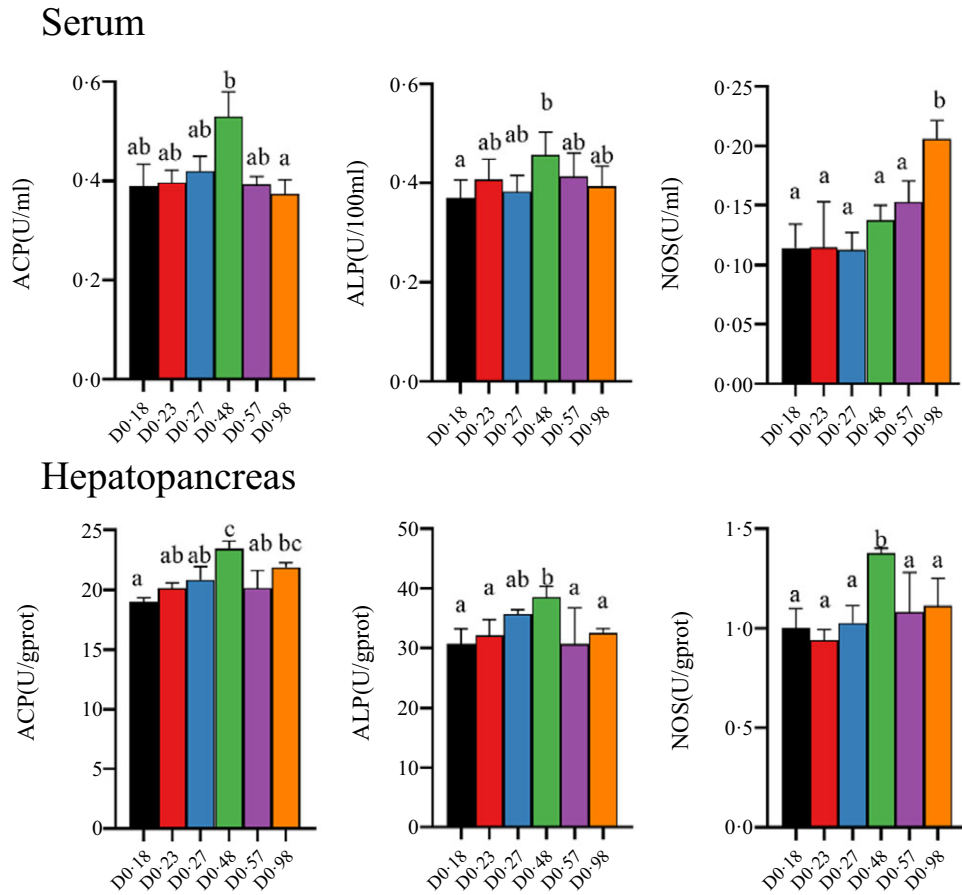 Serum
ACP(U/ml)
0·6
0·4
0·2
0·0
ab
ab
ab
b
ab
a
D0·18
D0·23
D0·27
D0·48
D0·57
D0·98
ALP(U/100ml)
0·6
0·4
0·2
0·0
a
ab
ab
b
ab
ab
D0·18
D0·23
D0·27
D0·48
D0·57
D0·98
NOS(U/ml)
0·25
0·20
0·15
0·10
0·05
0·00
a
a
a
a
a
b
D0·18
D0·23
D0·27
D0·48
D0·57
D0·98
Hepatopancreas
ACP(U/gprot)
25
20
15
10
5
0
a
ab
ab
c
ab
bc
D0·18
D0·23
D0·27
D0·48
D0·57
D0·98
ALP(U/gprot)
50
40
30
20
10
0
a
a
ab
b
a
a
D0·18
D0·23
D0·27
D0·48
D0·57
D0·98
NOS(U/gprot)
1·5
1·0
0·5
0·0
a
a
a
b
a
a
D0·18
D0·23
D0·27
D0·48
D0·57
D0·98